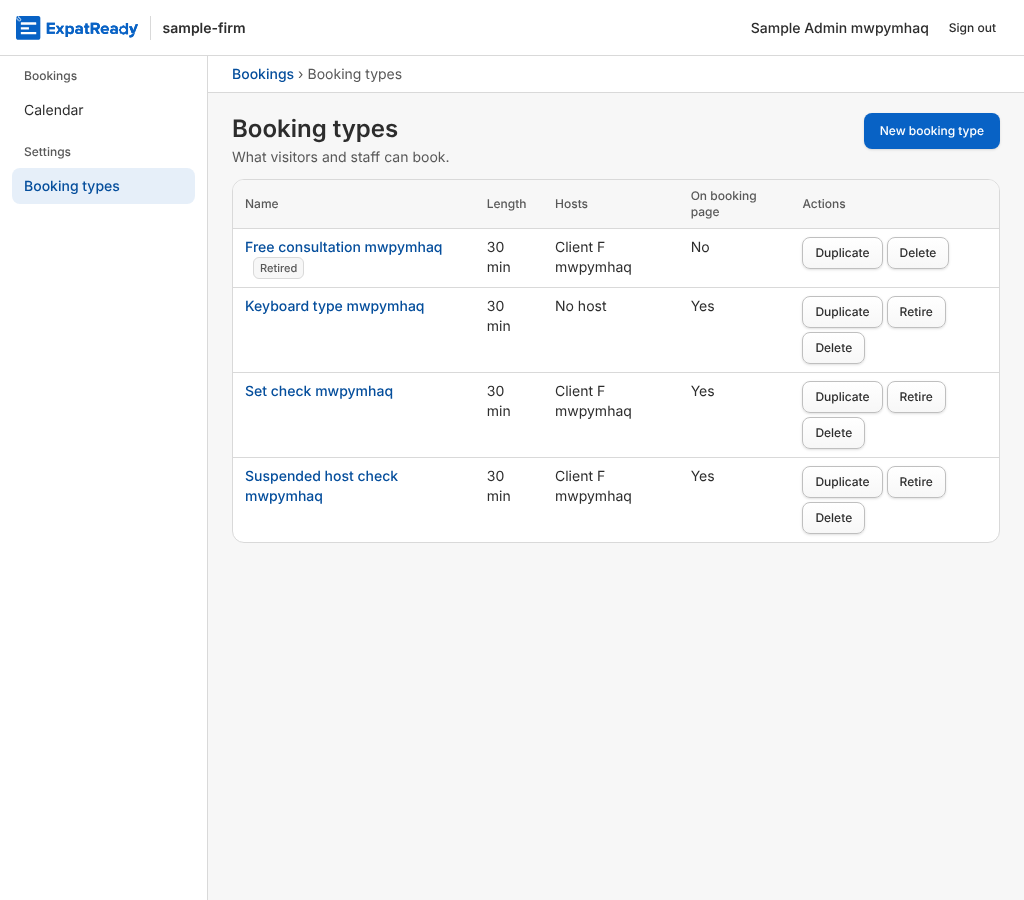 ExpatReady
sample-firm
Sample Admin mwpymhaq
Sign out
Bookings
Calendar
Settings
Booking types
Bookings › Booking types
Booking types
What visitors and staff can book.
New booking type
Name
Length
Hosts
On booking
page
Actions
Free consultation mwpymhaq
Retired
30
min
Client F
mwpymhaq
No
Duplicate
Delete
Keyboard type mwpymhaq
30
min
No host
Yes
Duplicate
Retire
Delete
Set check mwpymhaq
30
min
Client F
mwpymhaq
Yes
Duplicate
Retire
Delete
Suspended host check
mwpymhaq
30
min
Client F
mwpymhaq
Yes
Duplicate
Retire
Delete